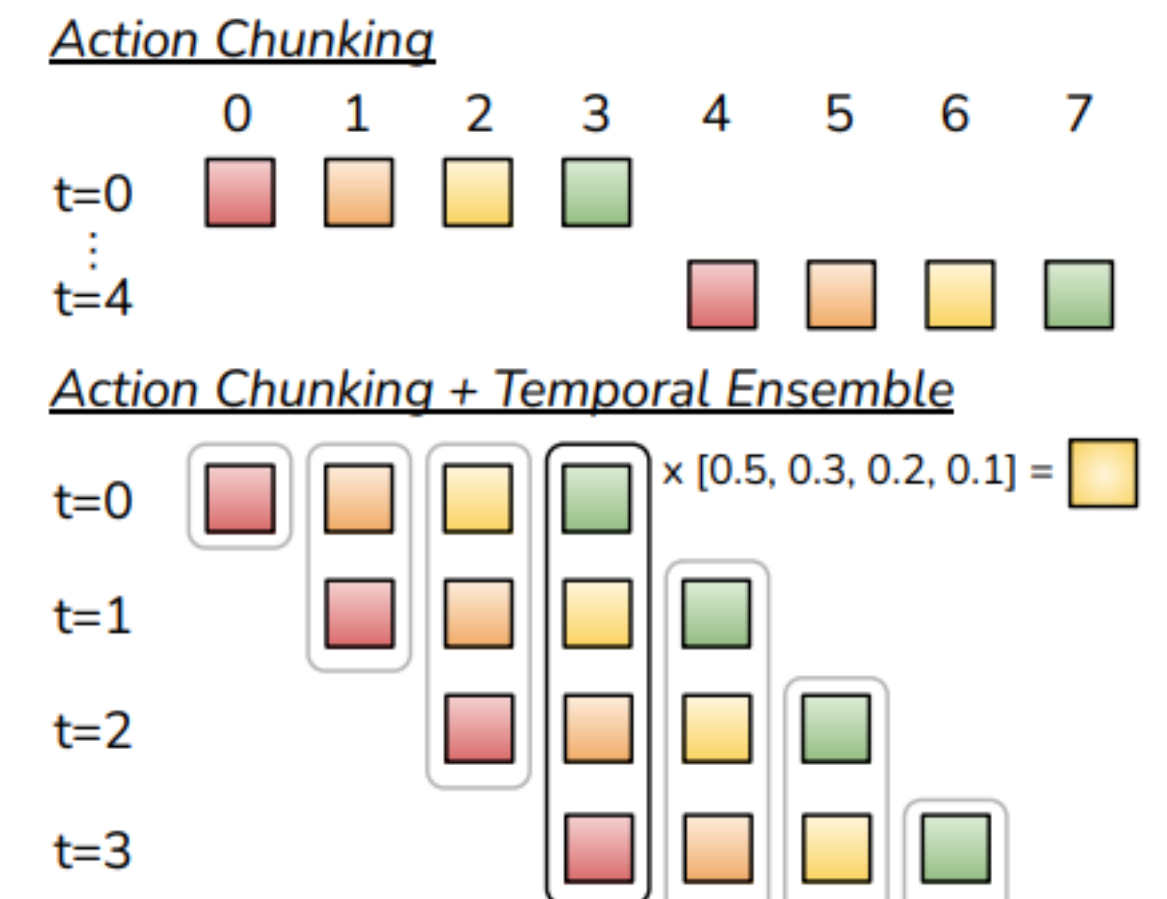 Action Chunking
0 1 2 3 4 5 6 7
t=0
⋮
t=4
Action Chunking + Temporal Ensemble
t=0 x [0.5, 0.3, 0.2, 0.1] =
t=1
t=2
t=3